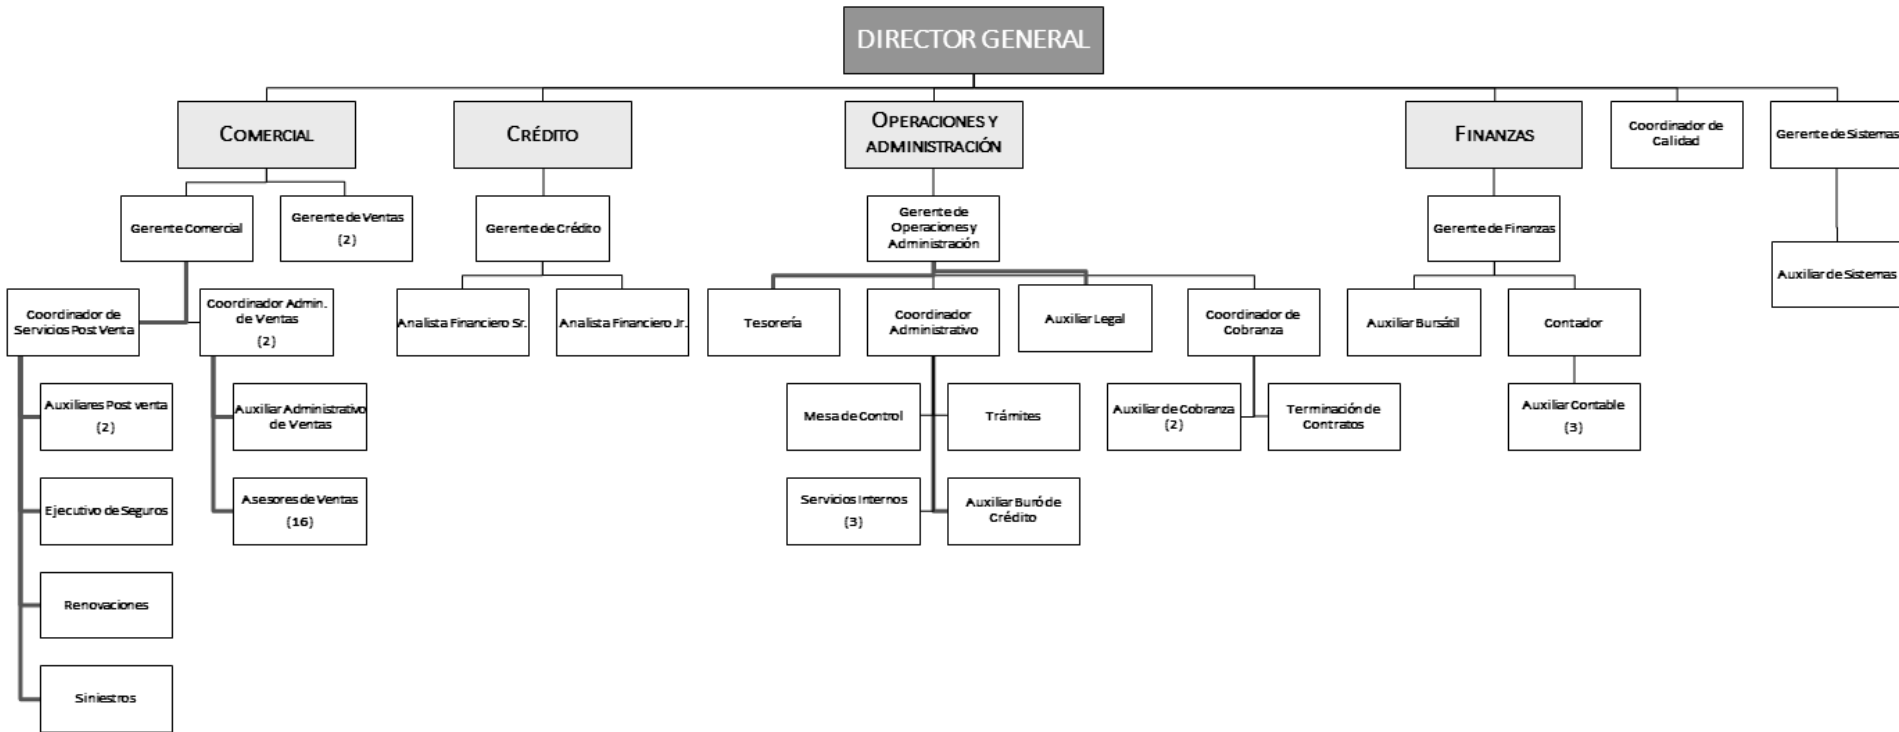 DIRECTOR GENERAL
COMERCIAL
CRÉDITO
OPERACIONES Y
ADMINISTRACIÓN
FINANZAS
Coordinador de
Calidad
Gerente de Sistemas
Gerente Comercial
Gerente de Ventas
(2)
Gerente de Crédito
Gerente de
Operaciones y
Administración
Gerente de Finanzas
Auxiliar de Sistemas
Coordinador de
Servicios Post Venta
Coordinador Admin.
de Ventas
(2)
Analista Financiero Sr.
Analista Financiero Jr.
Tesorería
Coordinador
Administrativo
Auxiliar Legal
Coordinador de
Cobranza
Auxiliar Bursátil
Contador
Auxiliares Post venta
(2)
Auxiliar Administrativo
de Ventas
Mesa de Control
Trámites
Auxiliar de Cobranza
(2)
Terminación de
Contratos
Auxiliar Contable
(3)
Ejecutivo de Seguros
Asesores de Ventas
(16)
Servicios Internos
(3)
Auxiliar Buró de
Crédito
Renovaciones
Siniestros